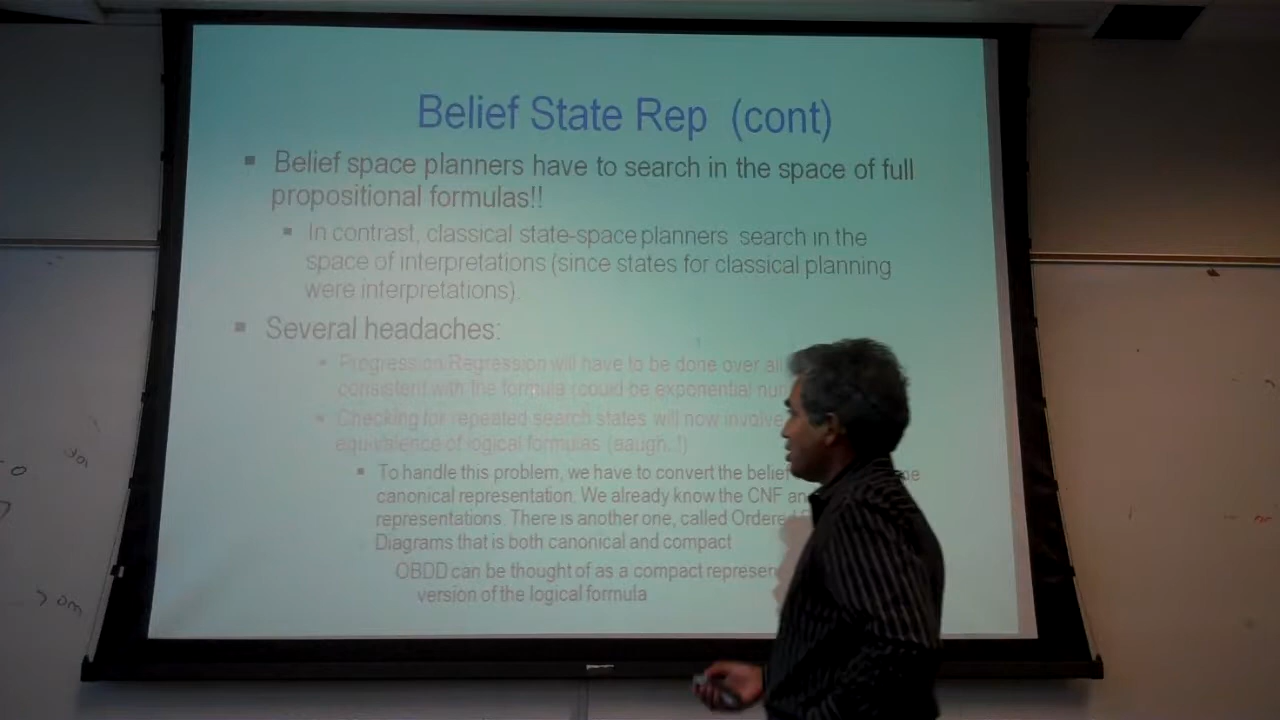 Belief State Rep (cont)
Belief space planners have to search in the space of full
propositional formulas!!
In contrast, classical state-space planners search in the
space of interpretations (since states for classical planning
were interpretations).
Several headaches:
Progression/Regression will have to be done over all
consistent with the formula (could be exponential
Checking for repeated search states will now involve
equivalence of logical formulas (aaugh..!)
To handle this problem, we have to convert the belief
canonical representation. We already know the CNF
representations. There is another one, called Ordered
Diagrams that is both canonical and compact
OBDD can be thought of as a compact
version of the logical formula